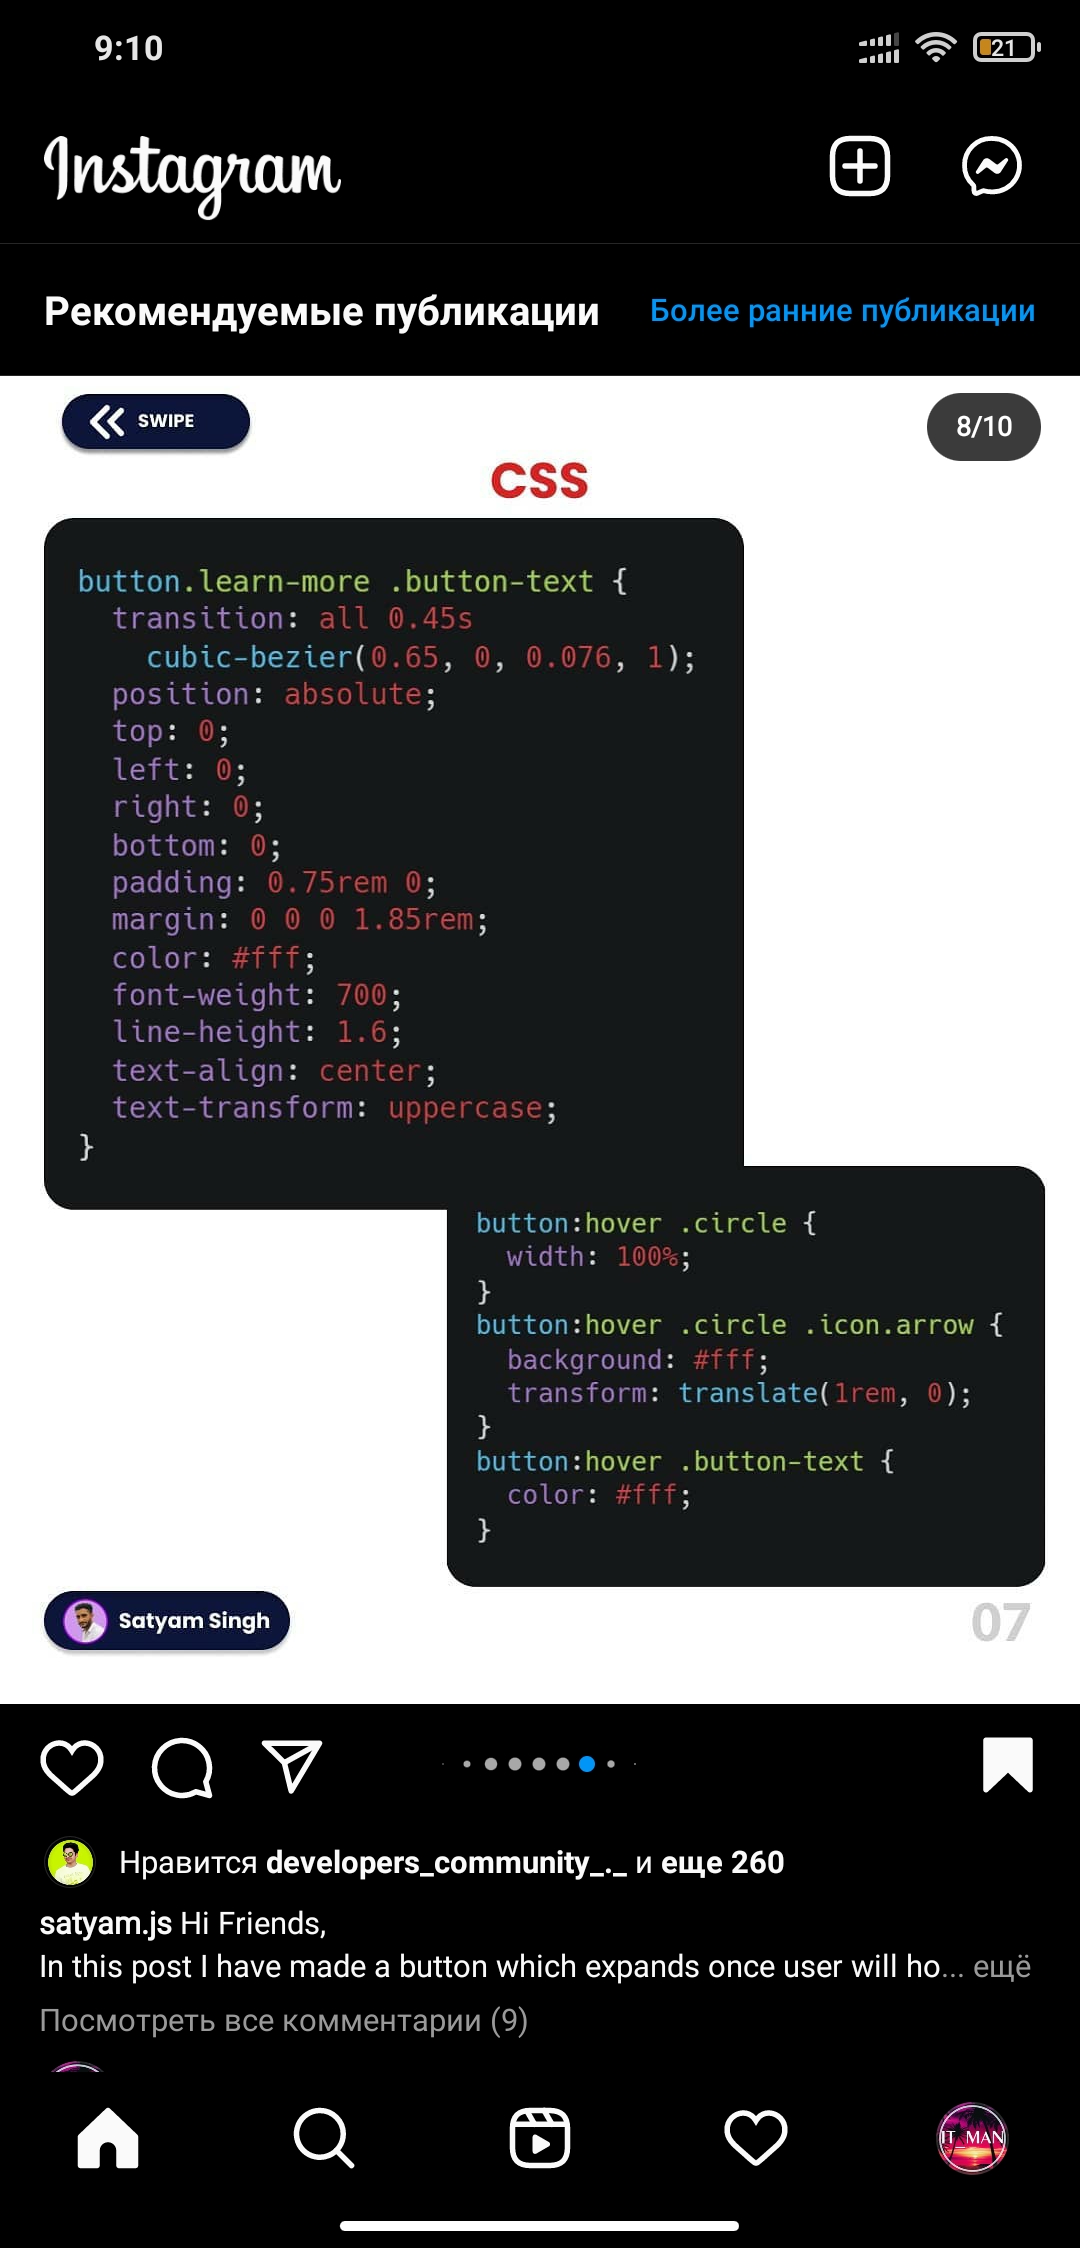 9:10
21
Instagram
Рекомендуемые публикации
Более ранние публикации
SWIPE
8/10
CSS
button.learn-more .button-text {
  transition: all 0.45s
    cubic-bezier(0.65, 0, 0.076, 1);
  position: absolute;
  top: 0;
  left: 0;
  right: 0;
  bottom: 0;
  padding: 0.75rem 0;
  margin: 0 0 0 1.85rem;
  color: #fff;
  font-weight: 700;
  line-height: 1.6;
  text-align: center;
  text-transform: uppercase;
}
button:hover .circle {
  width: 100%;
}
button:hover .circle .icon.arrow {
  background: #fff;
  transform: translate(1rem, 0);
}
button:hover .button-text {
  color: #fff;
}
Satyam Singh
07
Нравится developers_community_._ и еще 260
satyam.js Hi Friends,
In this post I have made a button which expands once user will ho... ещё
Посмотреть все комментарии (9)
IT MAN